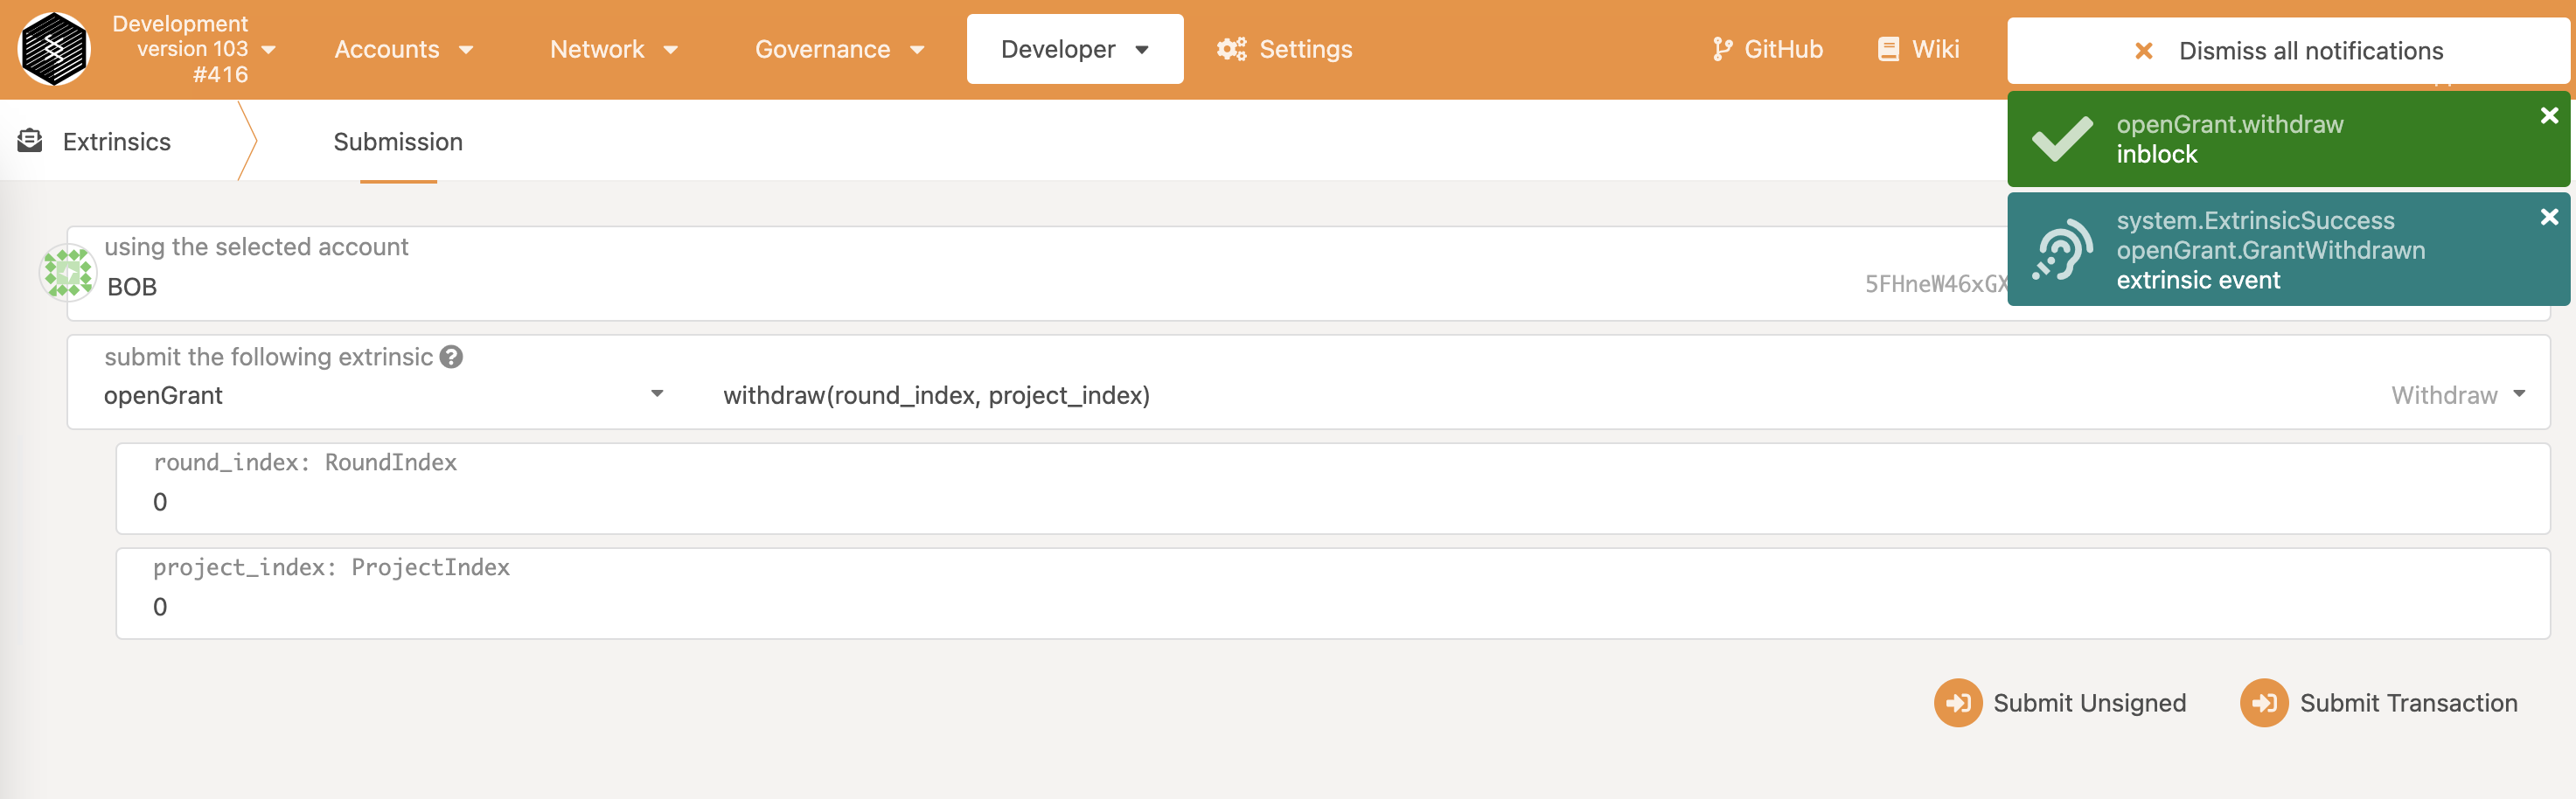 Development
version 103
#416
Accounts
Network
Governance
Developer
Settings
GitHub
Wiki
Dismiss all notifications
openGrant.withdraw
inblock
Extrinsics
Submission
system.ExtrinsicSuccess
openGrant.GrantWithdrawn
extrinsic event
using the selected account
BOB
5FHneW46xGX
submit the following extrinsic
openGrant
withdraw(round_index, project_index)
Withdraw
round_index: RoundIndex
0
project_index: ProjectIndex
0
Submit Unsigned
Submit Transaction